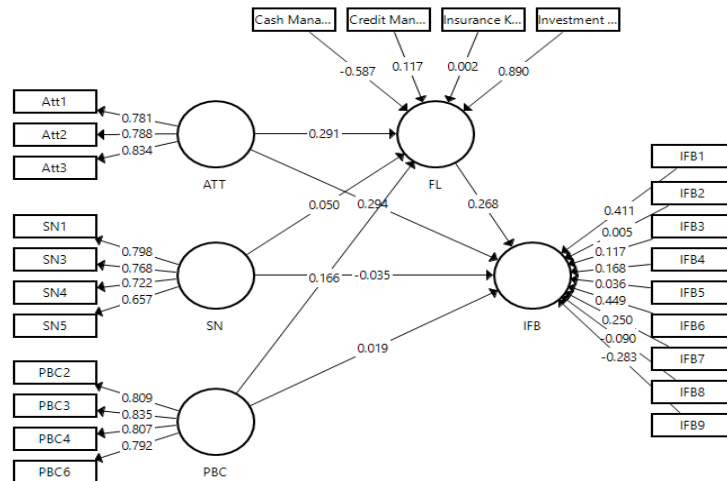 Cash Mana...
Credit Man...
Insurance K...
Investment ...
-0.587
0.117
0.002
0.890
Att1
Att2
Att3
0.781
0.788
0.834
ATT
0.291
FL
0.050
0.294
0.268
SN1
SN3
SN4
SN5
0.798
0.768
0.722
0.657
SN
0.166
-0.035
IFB
0.019
PBC2
PBC3
PBC4
PBC6
0.809
0.835
0.807
0.792
PBC
IFB1
IFB2
IFB3
IFB4
IFB5
IFB6
IFB7
IFB8
IFB9
0.411
0.005
0.117
0.168
0.036
0.449
0.250
-0.090
-0.283